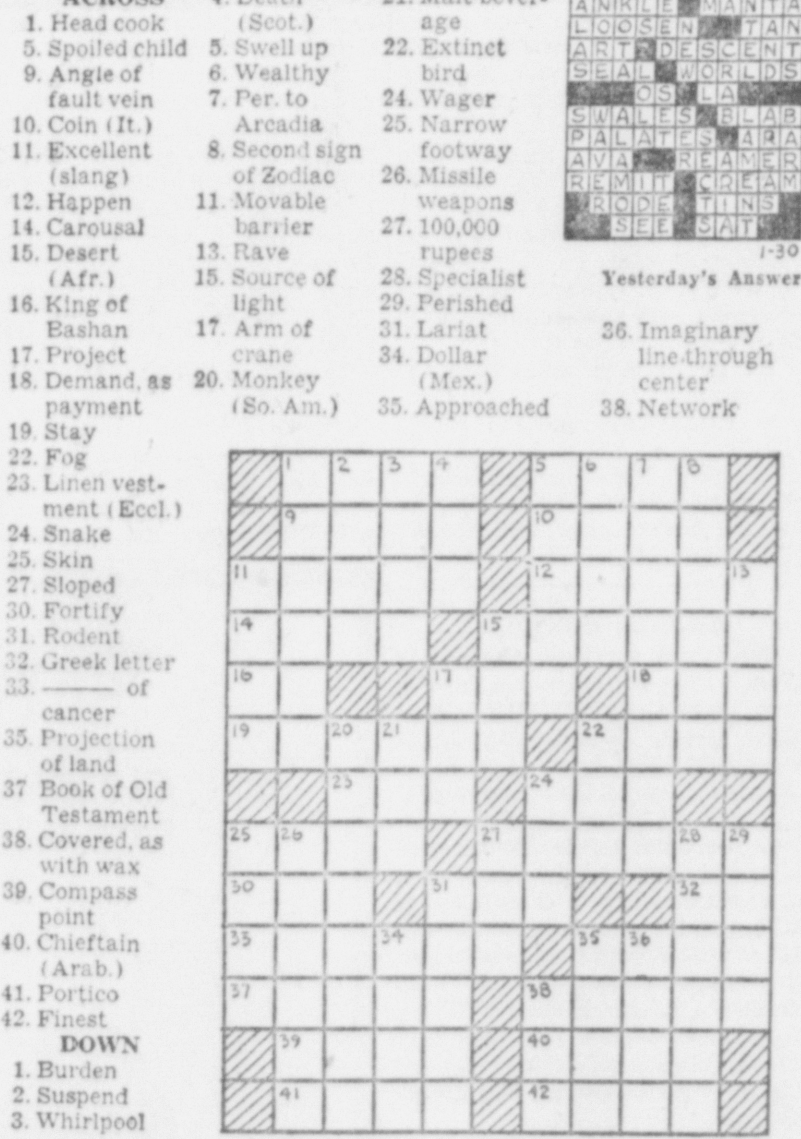 ACROSS
1. Head cook
5. Spoiled child
9. Angle of
fault vein
10. Coin (It.)
11. Excellent
(slang)
12. Happen
14. Carousal
15. Desert
(Afr.)
16. King of
Bashan
17. Project
18. Demand, as
payment
19. Stay
22. Fog
23. Linen vest-
ment (Eccl.)
24. Snake
25. Skin
27. Sloped
30. Fortify
31. Rodent
32. Greek letter
33. ——— of
cancer
35. Projection
of land
37 Book of Old
Testament
38. Covered, as
with wax
39. Compass
point
40. Chieftain
(Arab.)
41. Portico
42. Finest
DOWN
1. Burden
2. Suspend
3. Whirlpool
4. Death
(Scot.)
5. Swell up
6. Wealthy
7. Per. to
Arcadia
8. Second sign
of Zodiac
11. Movable
barrier
13. Rave
15. Source of
light
17. Arm of
crane
20. Monkey
(So. Am.)
21. Malt bever-
age
22. Extinct
bird
24. Wager
25. Narrow
footway
26. Missile
weapons
27. 100,000
rupees
28. Specialist
29. Perished
31. Lariat
34. Dollar
(Mex.)
35. Approached
ANKLE MANTA
LOOSEN TAN
ART DESCENT
SEAL WORLDS
OS LA
SWALES BLAB
PALATES ARA
AVA REAMER
REMIT CREAM
RODE TINS
SEE SAT
1-30
Yesterday's Answer
36. Imaginary
line through
center
38. Network
1 2 3 4 5 6 7 8
9 10
11 12 13
14 15
16 17 18
19 20 21 22
23 24
25 26 27 28 29
30 31 32
33 34 35 36
37 38
39 40
41 42